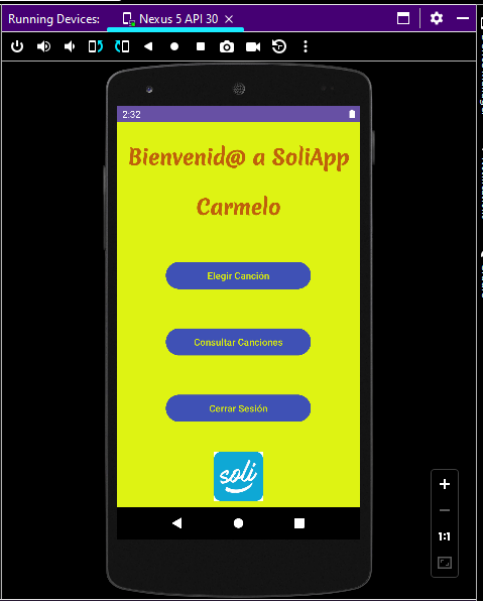 Running Devices: Nexus 5 API 30
2:32
Bienvenid@ a SoliApp
Carmelo
Elegir Canción
Consultar Canciones
Cerrar Sesión
soli
1:1